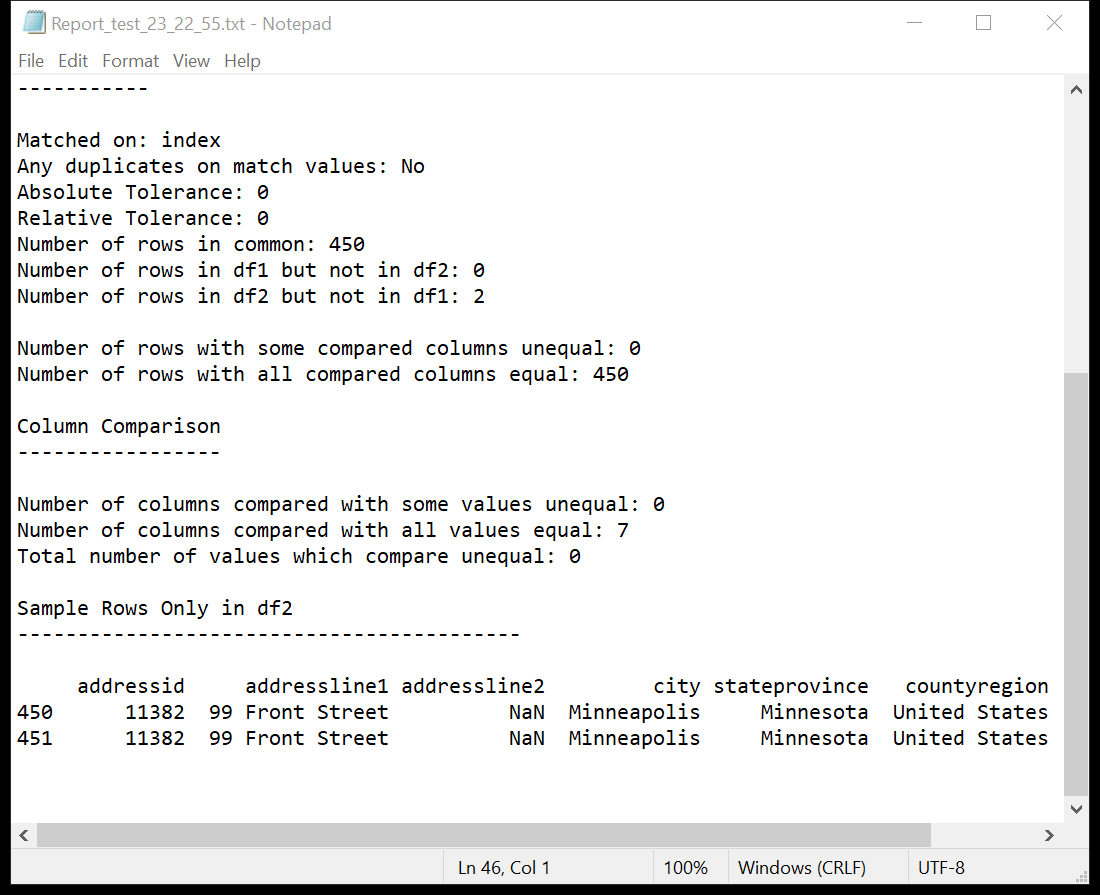 Report_test_23_22_55.txt - Notepad
File Edit Format View Help
-----------
Matched on: index
Any duplicates on match values: No
Absolute Tolerance: 0
Relative Tolerance: 0
Number of rows in common: 450
Number of rows in df1 but not in df2: 0
Number of rows in df2 but not in df1: 2
Number of rows with some compared columns unequal: 0
Number of rows with all compared columns equal: 450
Column Comparison
-----------------
Number of columns compared with some values unequal: 0
Number of columns compared with all values equal: 7
Total number of values which compare unequal: 0
Sample Rows Only in df2
------------------------------------------
     addressid     addressline1 addressline2         city stateprovince   countyregion
450      11382  99 Front Street          NaN  Minneapolis     Minnesota  United States
451      11382  99 Front Street          NaN  Minneapolis     Minnesota  United States
Ln 46, Col 1 100% Windows (CRLF) UTF-8